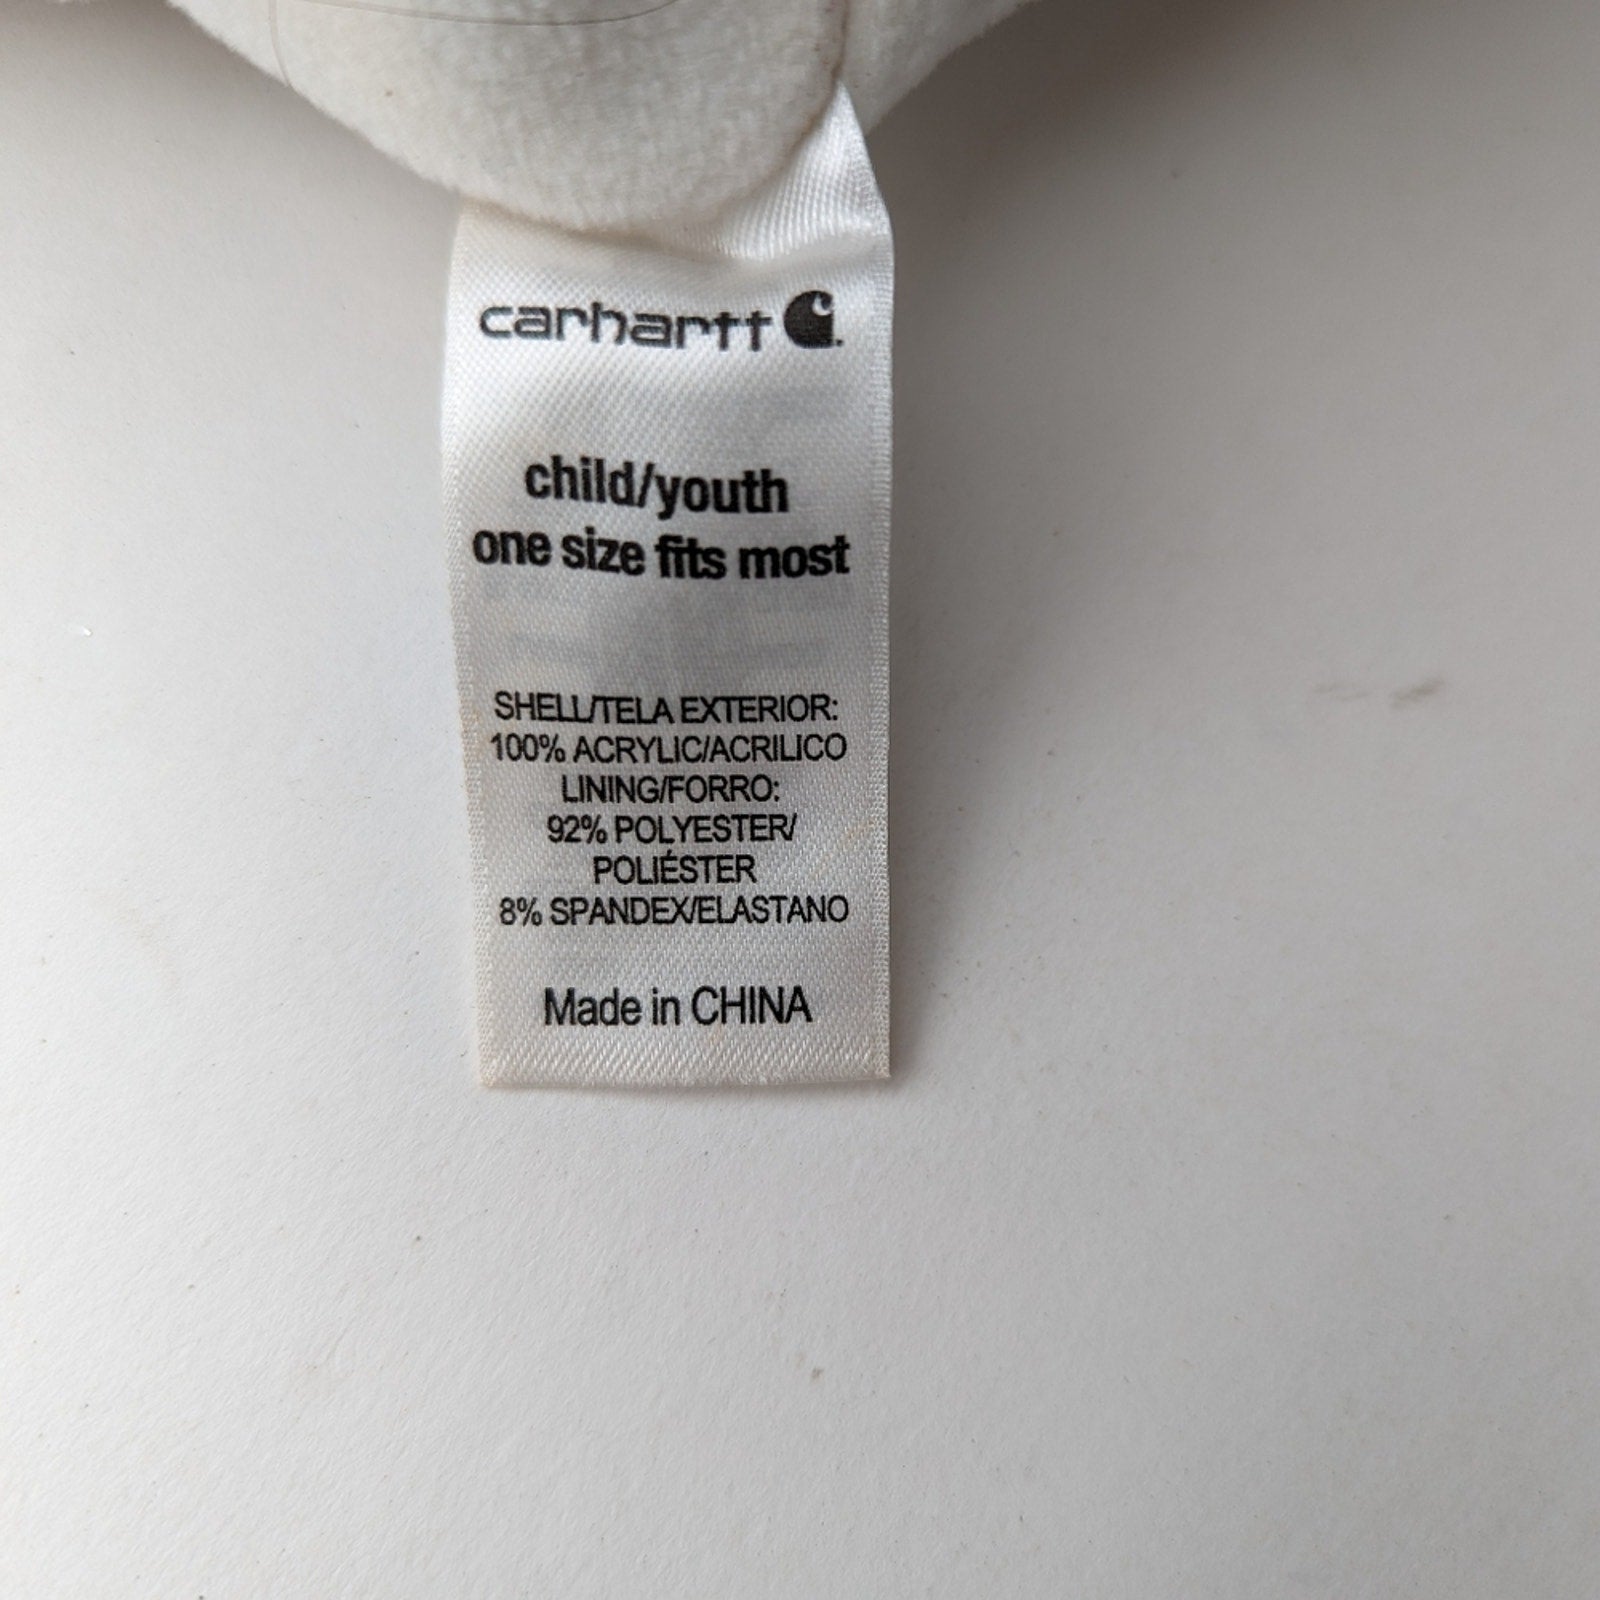 carhartt
child/youth
one size fits most
SHELL/TELA EXTERIOR:
100% ACRYLIC/ACRILICO
LINING/FORRO:
92% POLYESTER/
POLIÉSTER
8% SPANDEX/ELASTANO
Made in CHINA